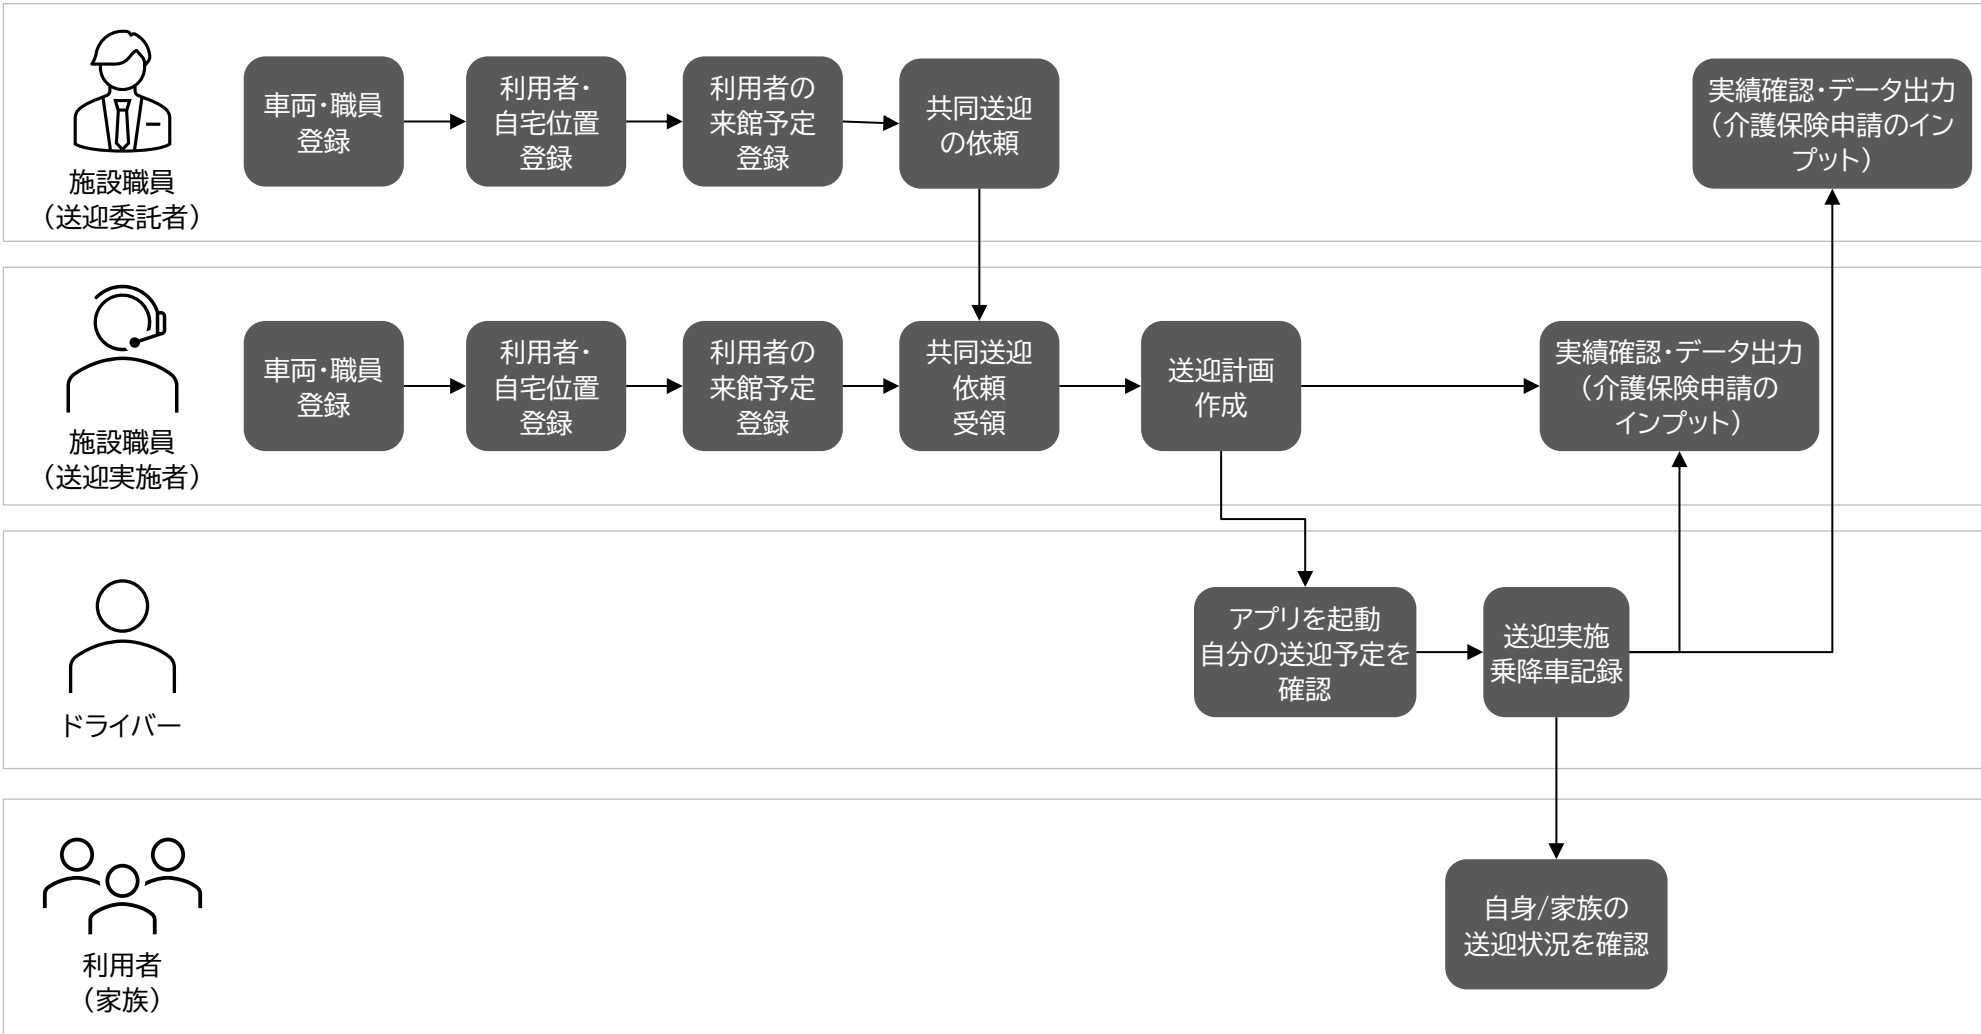 施設職員
（送迎委託者）
車両・職員
登録
利用者・
自宅位置
登録
利用者の
来館予定
登録
共同送迎
の依頼
実績確認・データ出力
（介護保険申請のイン
プット）
施設職員
（送迎実施者）
車両・職員
登録
利用者・
自宅位置
登録
利用者の
来館予定
登録
共同送迎
依頼
受領
送迎計画
作成
実績確認・データ出力
（介護保険申請の
インプット）
ドライバー
アプリを起動
自分の送迎予定を
確認
送迎実施
乗降車記録
利用者
（家族）
自身/家族の
送迎状況を確認